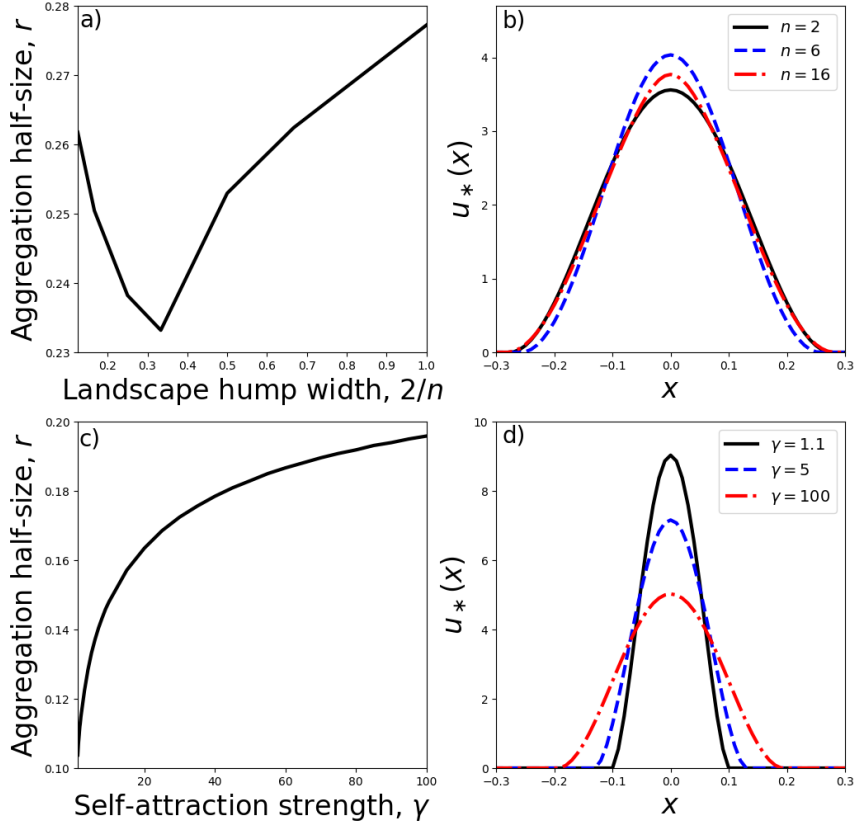 a)
Aggregation half-size, r
0.28
0.27
0.26
0.25
0.24
0.23
0.2 0.3 0.4 0.5 0.6 0.7 0.8 0.9 1.0
Landscape hump width, 2/n
b)
n = 2
n = 6
n = 16
u*(x)
4
3
2
1
0
−0.3 −0.2 −0.1 0.0 0.1 0.2 0.3
x
c)
Aggregation half-size, r
0.20
0.18
0.16
0.14
0.12
0.10
20 40 60 80 100
Self-attraction strength, γ
d)
γ = 1.1
γ = 5
γ = 100
u*(x)
10
8
6
4
2
0
−0.3 −0.2 −0.1 0.0 0.1 0.2 0.3
x